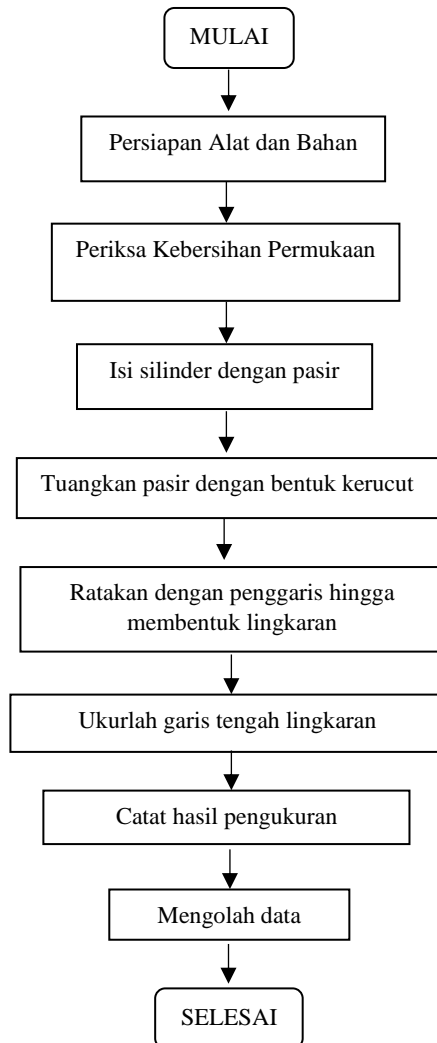 MULAI
Persiapan Alat dan Bahan
Periksa Kebersihan Permukaan
Isi silinder dengan pasir
Tuangkan pasir dengan bentuk kerucut
Ratakan dengan penggaris hingga
membentuk lingkaran
Ukurlah garis tengah lingkaran
Catat hasil pengukuran
Mengolah data
SELESAI